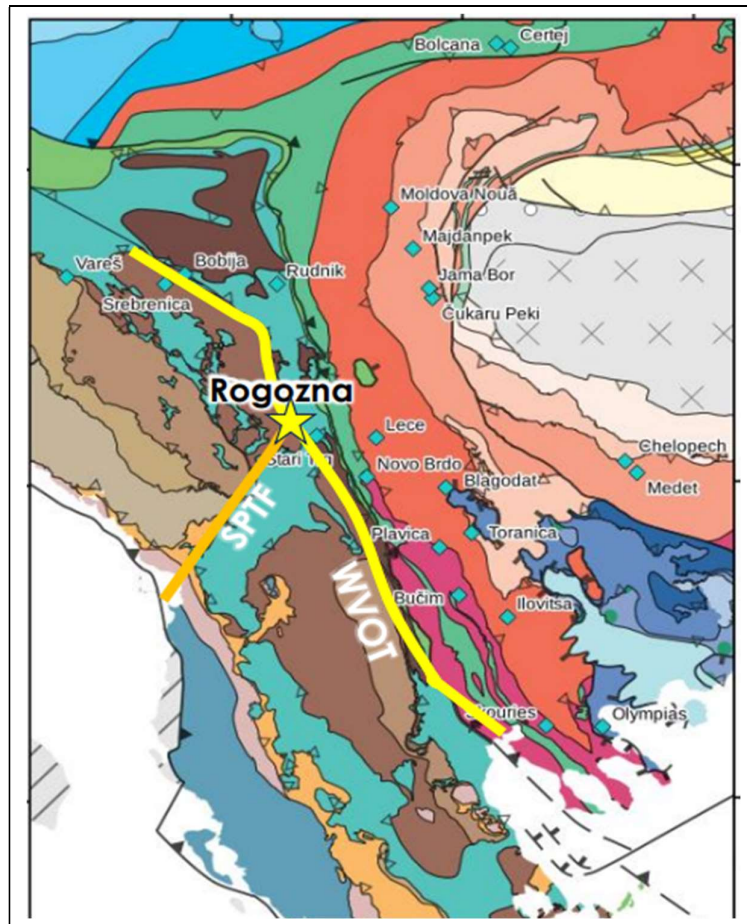 Certej
Bolcana
Moldova Nouă
Majdanpek
Vareš
Bobija
Rudnik
Jama Bor
Srebrenica
Čukaru Peki
Rogozna
Lece
Stari Trg
Novo Brdo
Chelopech
Blagodat
Medet
SPTF
Plavica
Toranica
WVOT
Bučim
Ilovitsa
Skouries
Olympias